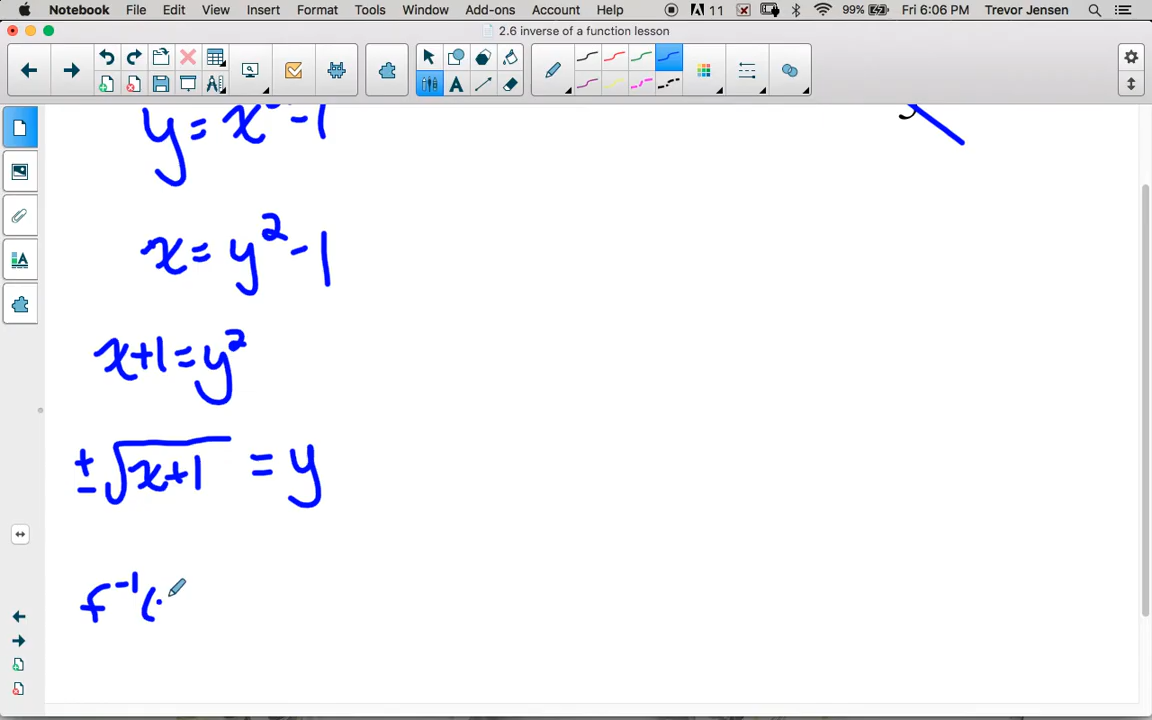 Notebook File Edit View Insert Format Tools Window Add-ons Account Help 11 99% Fri 6:06 PM Trevor Jensen
2.6 inverse of a function lesson
y = x² - 1
x = y² - 1
x+1 = y²
± √x+1 = y
f⁻¹(